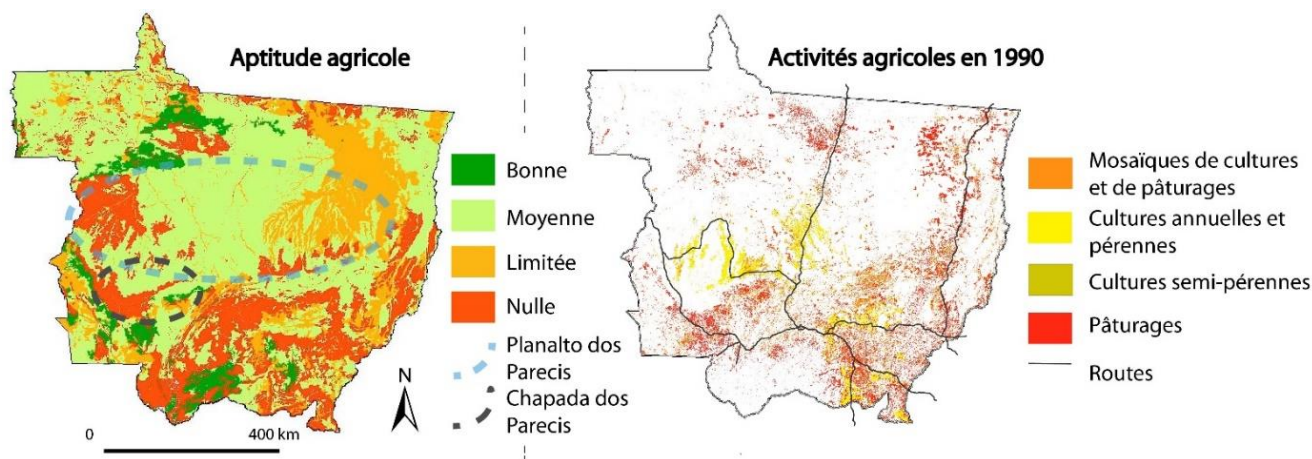 Aptitude agricole
Bonne
Moyenne
Limitée
Nulle
Planalto dos
Parecis
Chapada dos
Parecis
N
0
400 km
Activités agricoles en 1990
Mosaïques de cultures
et de pâturages
Cultures annuelles et
pérennes
Cultures semi-pérennes
Pâturages
Routes